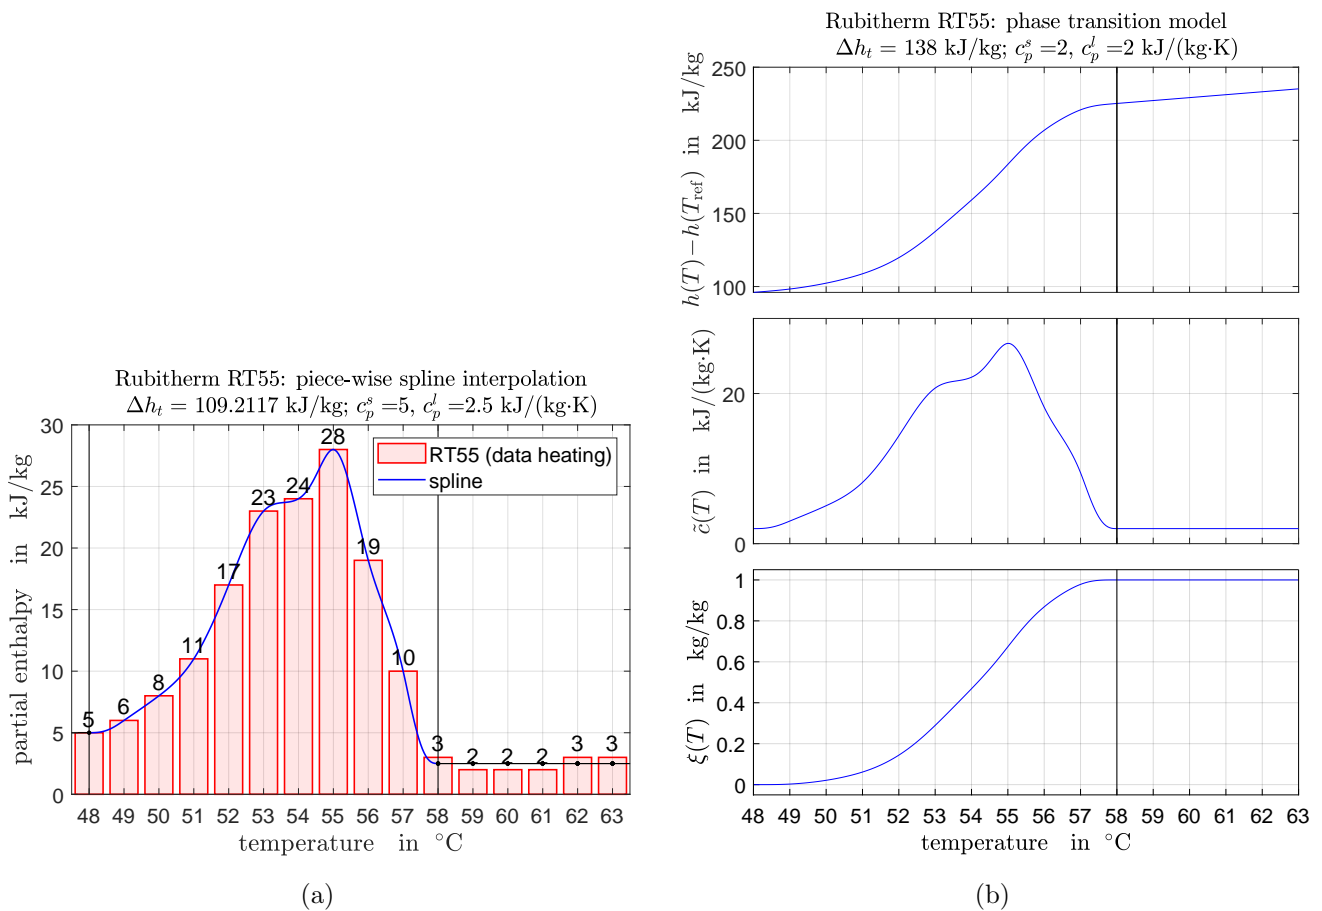 Rubitherm RT55: piece-wise spline interpolation
Δhₜ = 109.2117 kJ/kg; cₚˢ =5, cₚˡ =2.5 kJ/(kg·K)
partial enthalpy in kJ/kg
30
25
20
15
10
5
0
RT55 (data heating)
spline
5 6 8 11 17 23 24 28 19 10 3 2 2 2 3 3
48 49 50 51 52 53 54 55 56 57 58 59 60 61 62 63
temperature in °C
(a)
Rubitherm RT55: phase transition model
Δhₜ = 138 kJ/kg; cₚˢ =2, cₚˡ =2 kJ/(kg·K)
h(T)−h(T_ref) in kJ/kg
250
200
150
100
c̃(T) in kJ/(kg·K)
20
0
ξ(T) in kg/kg
1
0.8
0.6
0.4
0.2
0
48 49 50 51 52 53 54 55 56 57 58 59 60 61 62 63
temperature in °C
(b)